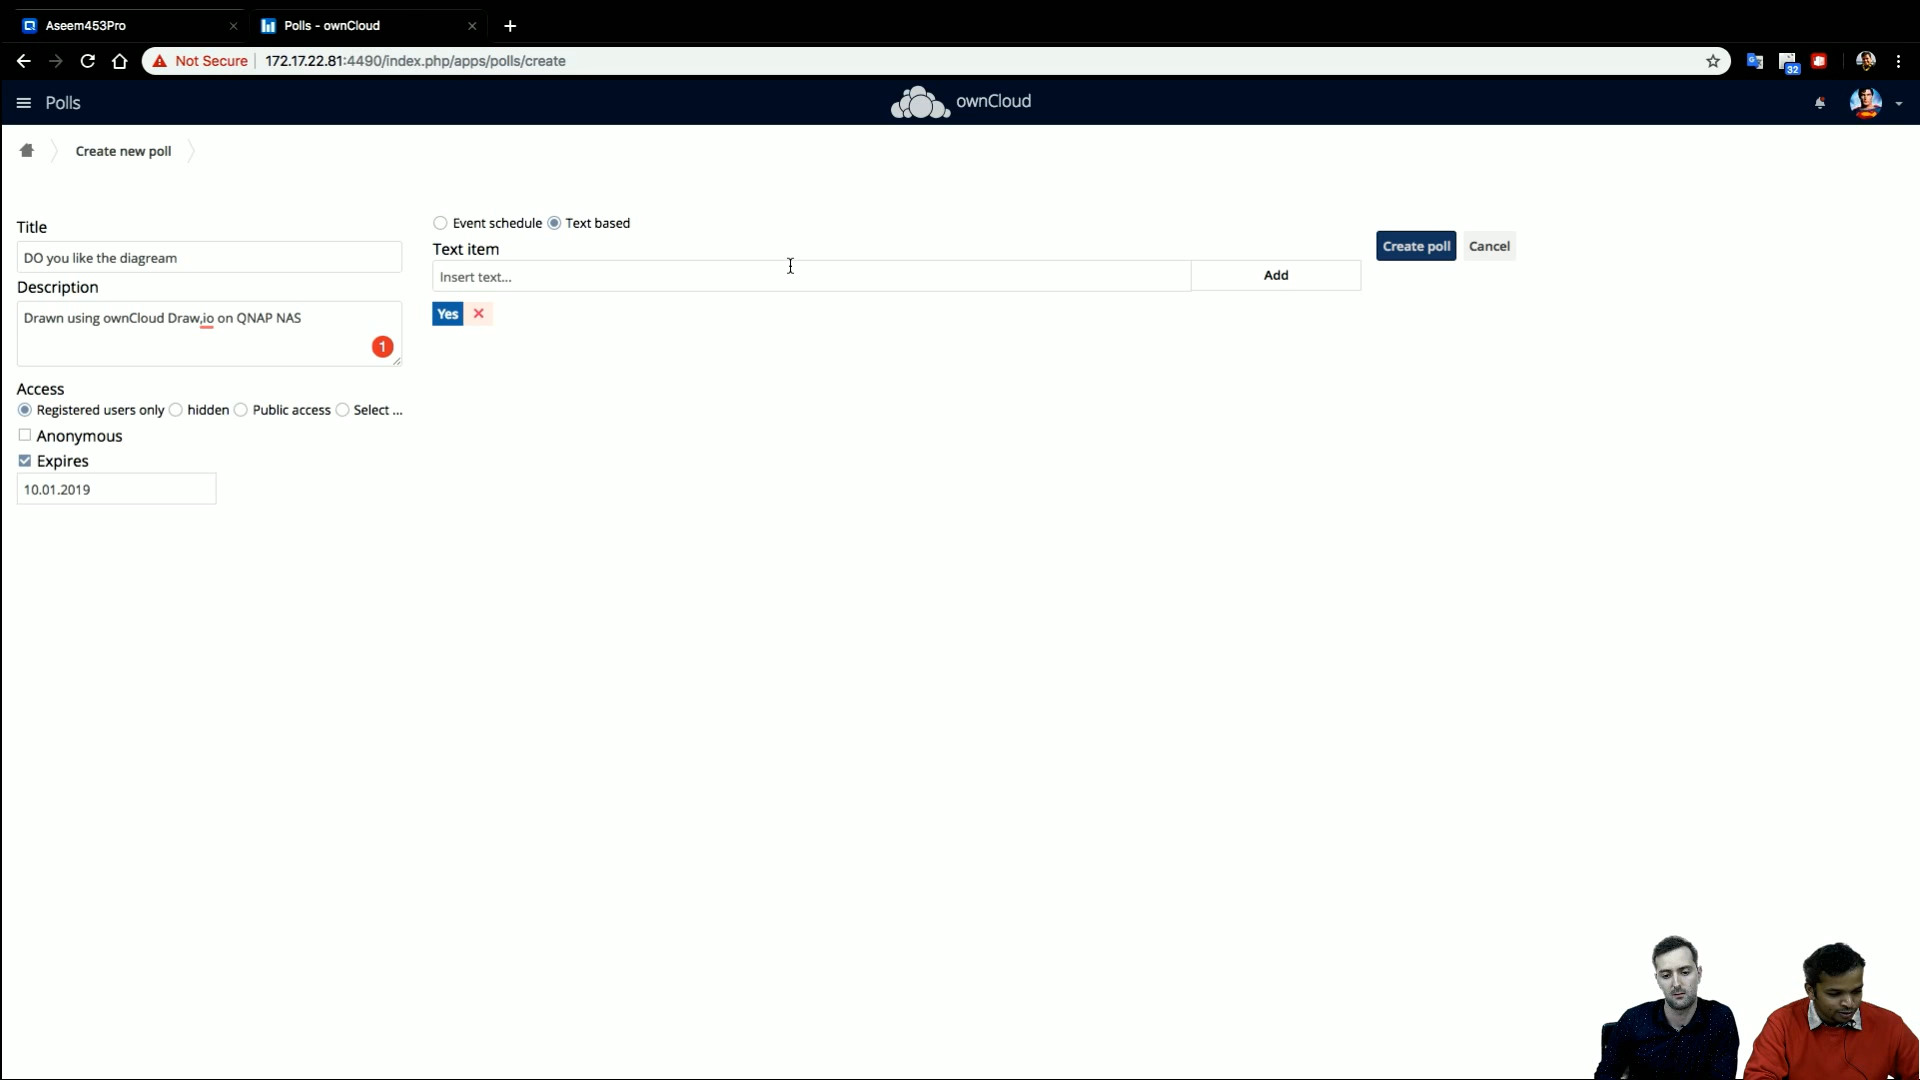 Aseem453Pro
Polls - ownCloud
Not Secure 172.17.22.81:4490/index.php/apps/polls/create
32
Polls
ownCloud
Create new poll
Title
DO you like the diagream
Description
Drawn using ownCloud Draw,io on QNAP NAS
1
Access
Registered users only hidden Public access Select ...
Anonymous
Expires
10.01.2019
Event schedule Text based
Text item
Insert text...
Add
Yes
Create poll Cancel